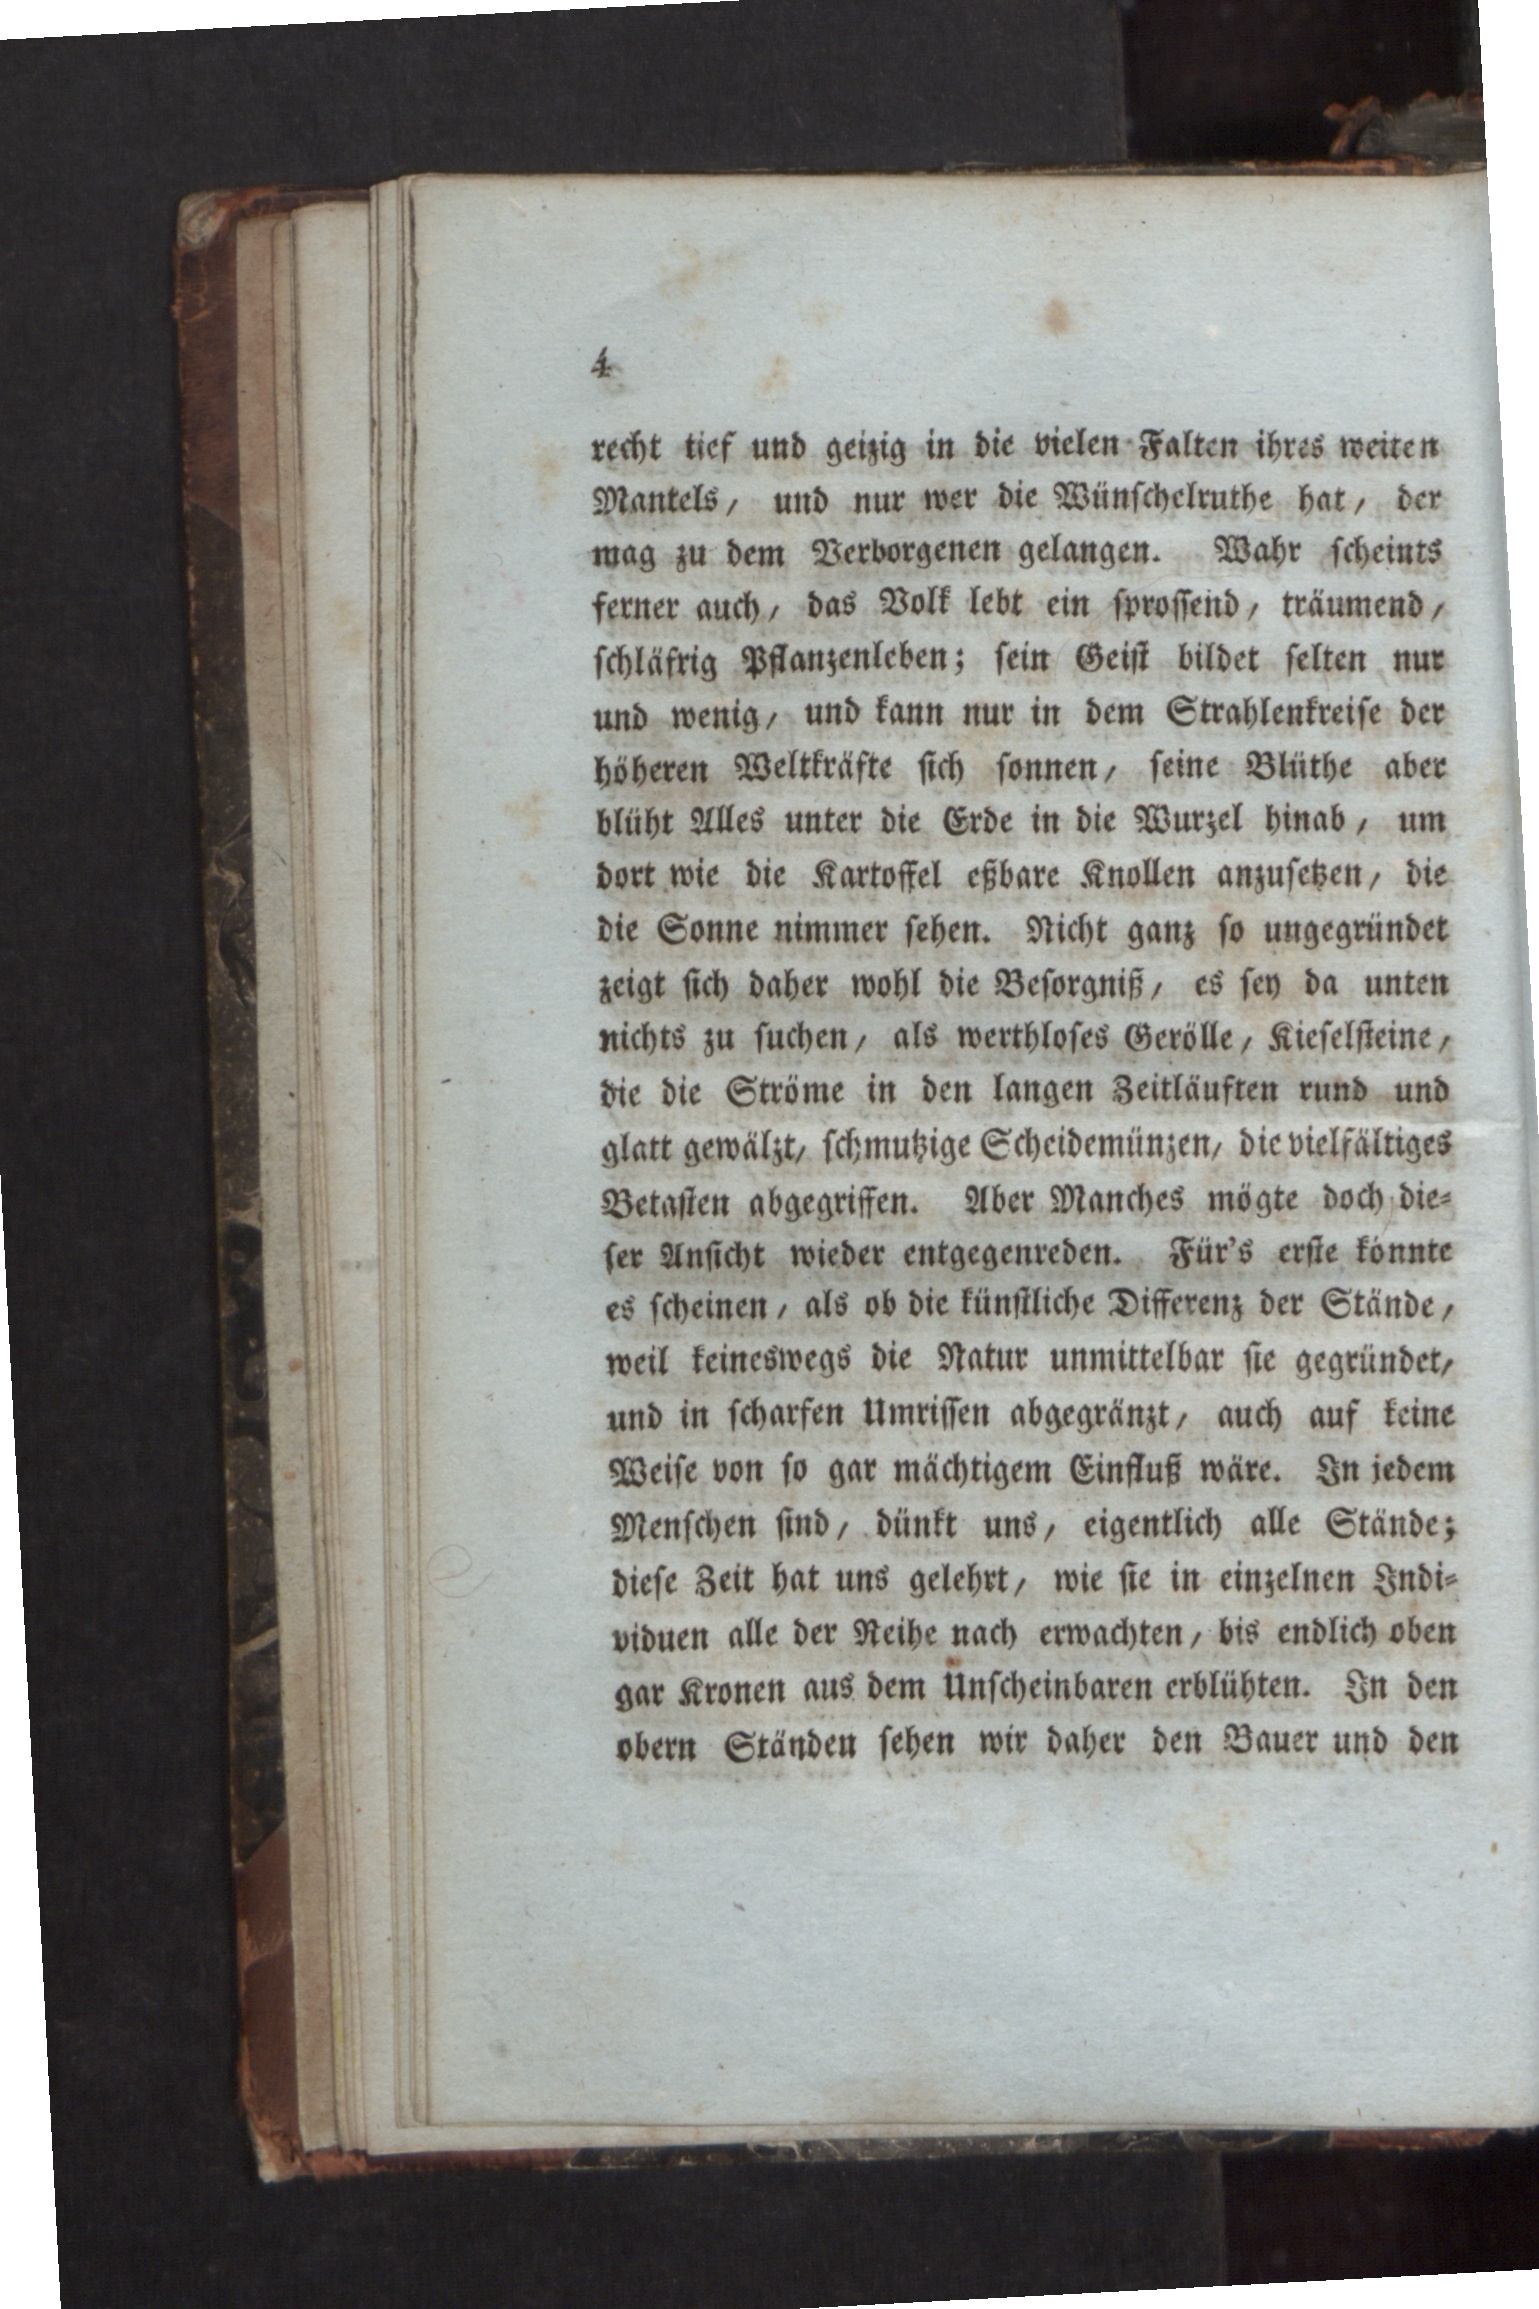 4
recht tief und geizig in die vielen Falten ihres weiten
Mantels, und nur wer die Wünschelruthe hat, der
mag zu dem Verborgenen gelangen. Wahr scheints
ferner auch, das Volk lebt ein sprossend, träumend,
schläfrig Pflanzenleben; sein Geist bildet selten nur
und wenig, und kann nur in dem Strahlenkreise der
höheren Weltkräfte sich sonnen, seine Blüthe aber
blüht Alles unter die Erde in die Wurzel hinab, um
dort wie die Kartoffel eßbare Knollen anzusetzen, die
die Sonne nimmer sehen. Nicht ganz so ungegründet
zeigt sich daher wohl die Besorgniß, es sey da unten
nichts zu suchen, als werthloses Gerölle, Kieselsteine,
die die Ströme in den langen Zeitläuften rund und
glatt gewälzt, schmutzige Scheidemünzen, die vielfältiges
Betasten abgegriffen. Aber Manches mögte doch die-
ser Ansicht wieder entgegenreden. Für's erste könnte
es scheinen, als ob die künstliche Differenz der Stände,
weil keineswegs die Natur unmittelbar sie gegründet,
und in scharfen Umrissen abgegränzt, auch auf keine
Weise von so gar mächtigem Einfluß wäre. In jedem
Menschen sind, dünkt uns, eigentlich alle Stände;
diese Zeit hat uns gelehrt, wie sie in einzelnen Indi-
viduen alle der Reihe nach erwachten, bis endlich oben
gar Kronen aus dem Unscheinbaren erblühten. In den
obern Ständen sehen wir daher den Bauer und den